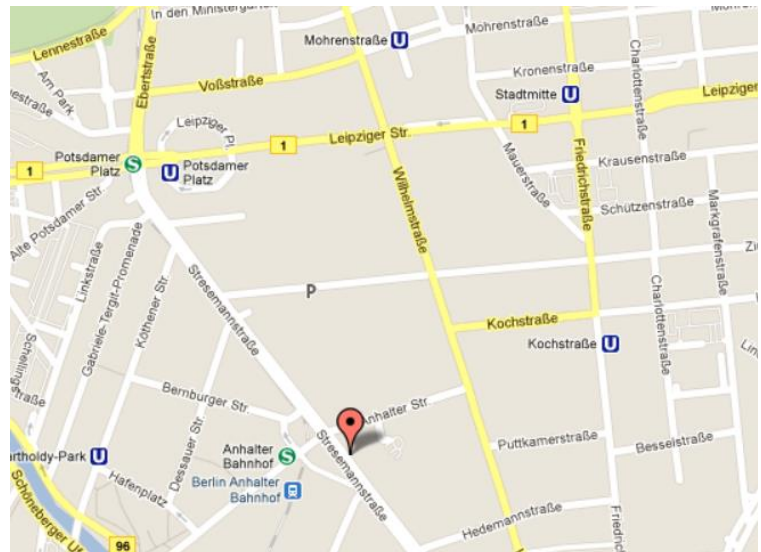 In den Ministergärten
Mohrenstraße
U
Mohrenstraße
Lennestraße
Ebertstraße
Am Park
Voßstraße
Kronenstraße
Charlottenstraße
Stadtmitte
U
Leipziger
Leipziger Pl.
1
Leipziger Str.
1
Potsdamer
Platz
S
U
Potsdamer
Platz
1
Mauerstraße
Friedrichstraße
Krausenstraße
Schützenstraße
Markgrafenstraße
Alte Potsdamer Str.
Wilhelmstraße
Linkstraße
Gabriele-Tergit-Promenade
Köthener Str.
Stresemannstraße
P
Charlottenstraße
Kochstraße
Kochstraße
U
Bernburger Str.
Anhalter Str.
Anhalter
Bahnhof
S
Stresemannstraße
Puttkamerstraße
Besselstraße
U
Dessauer Str.
Hafenplatz
Berlin Anhalter
Bahnhof
Hedemannstraße
96